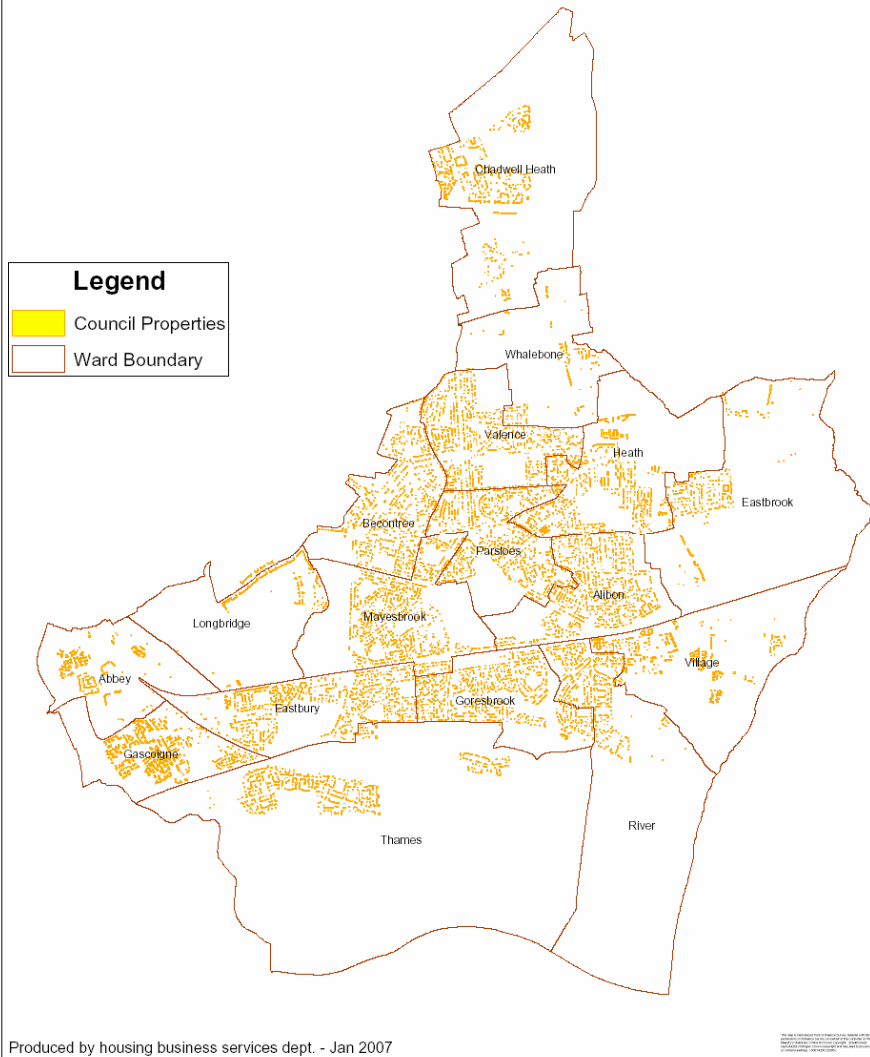 Chadwell Heath
Legend
Council Properties
Ward Boundary
Whalebone
Valence
Heath
Eastbrook
Becontree
Parsloes
Alibon
Mayesbrook
Longbridge
Village
Abbey
Goresbrook
Eastbury
Gascoigne
River
Thames
Produced by housing business services dept. - Jan 2007